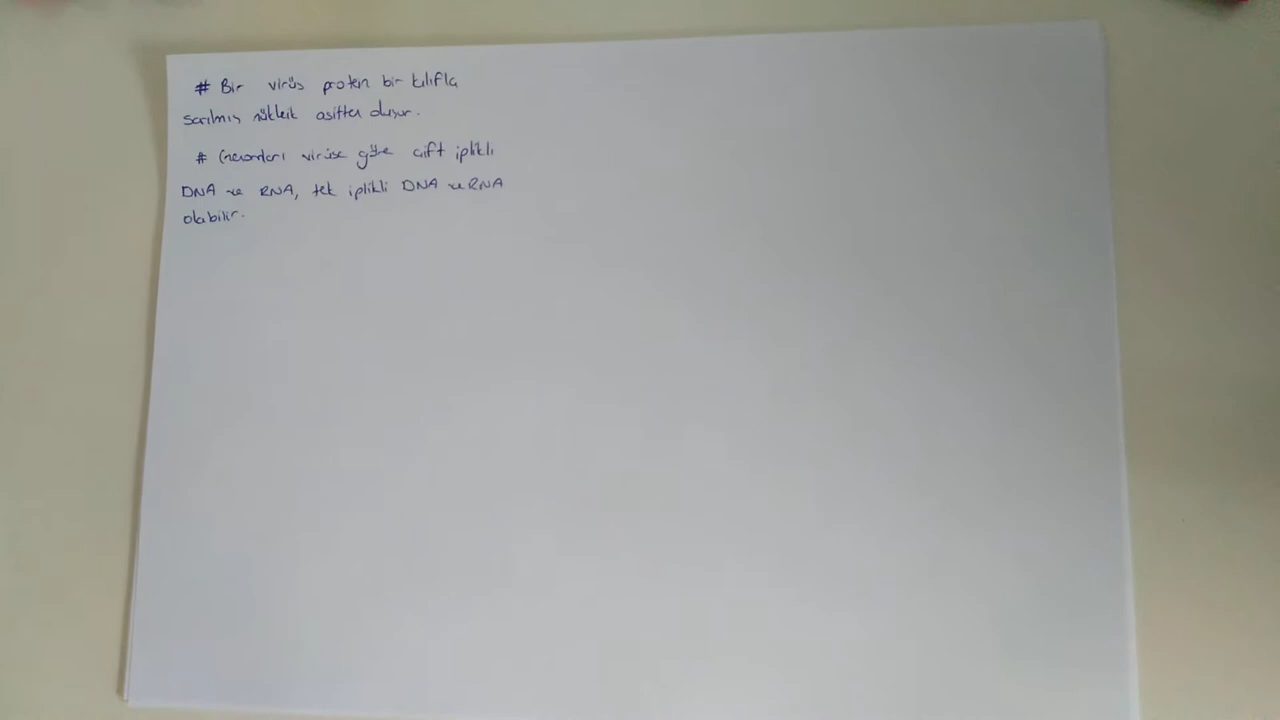 # Bir virüs protein bir kılıfla
sarılmış nükleik asitten oluşur.
# Genomları virüse göre çift iplikli
DNA ve RNA, tek iplikli DNA ve RNA
olabilir.